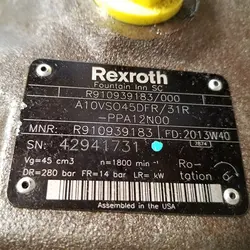 Rexroth
Fountain Inn SC
R910939183/000
A10VSO45DFR/31R
-PPA12N00
MNR: R910939183 FD: 2013W40
SN: 42941731 7874
Vg= 45 cm3 n= 1800 min-1 Ro-
DR= 280 bar FR= 14 bar LR= kW tation
Assembled in the USA